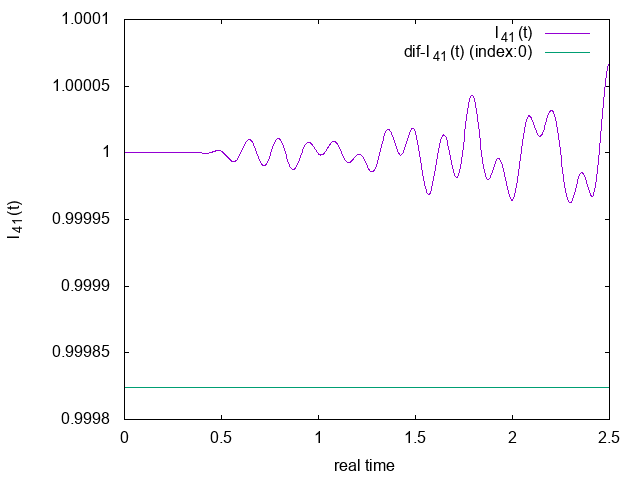 1.0001
1.00005
1
0.99995
0.9999
0.99985
0.9998
I41(t)
dif-I41(t) (index:0)
I41(t)
0 0.5 1 1.5 2 2.5
real time